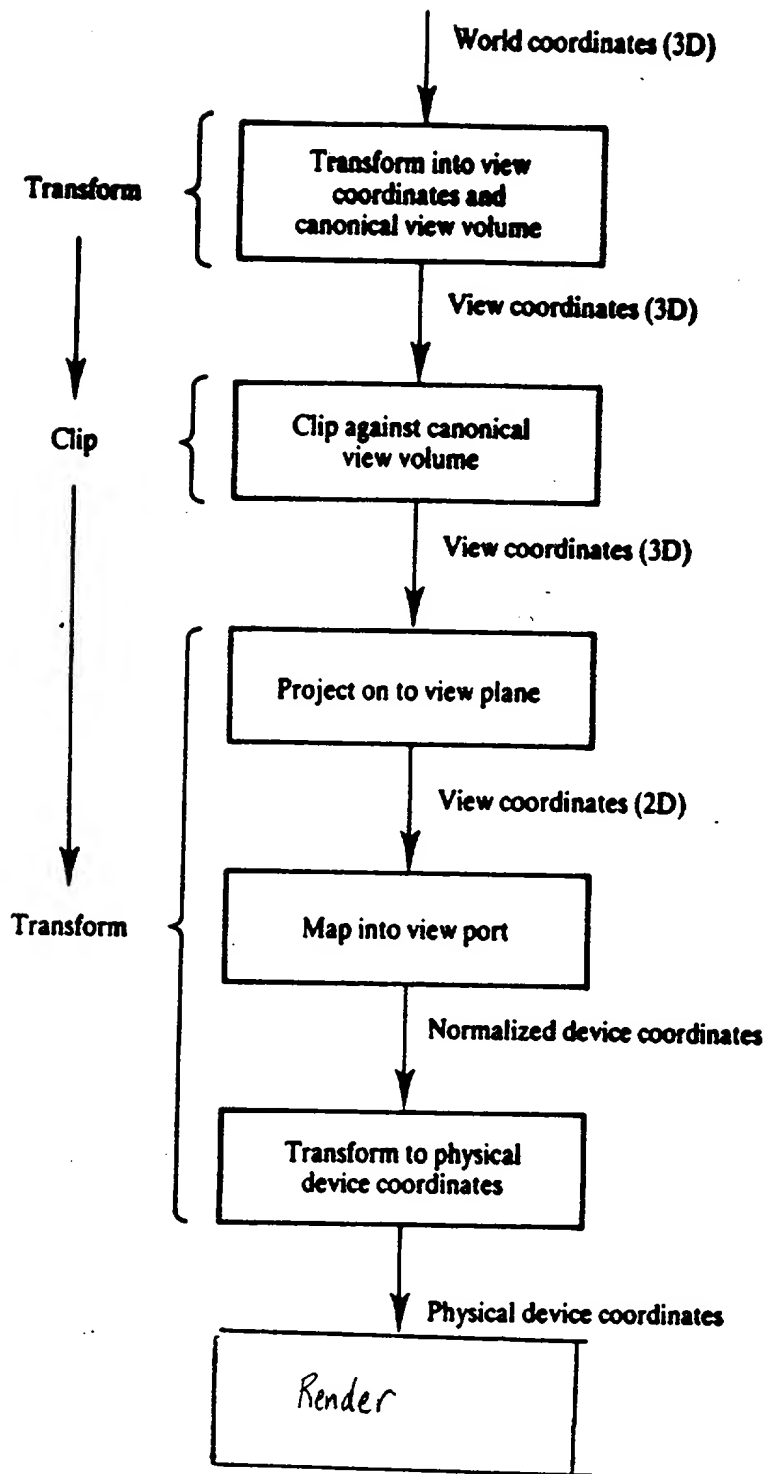 World coordinates (3D)
Transform
Transform into view
coordinates and
canonical view volume
View coordinates (3D)
Clip
Clip against canonical
view volume
View coordinates (3D)
Project on to view plane
View coordinates (2D)
Transform
Map into view port
Normalized device coordinates
Transform to physical
device coordinates
Physical device coordinates
Render